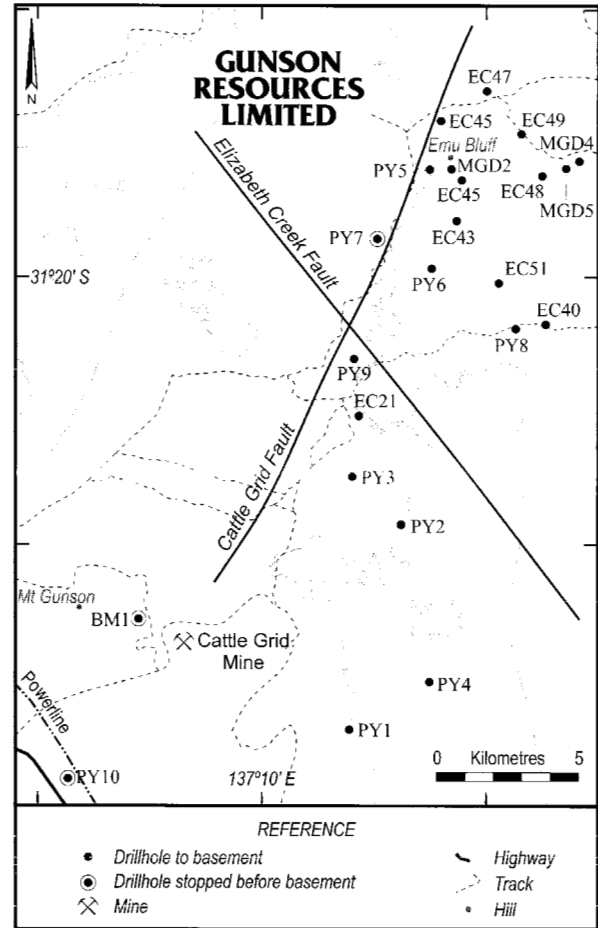 GUNSON
RESOURCES
LIMITED
N
EC47
EC45
EC49
MGD4
Emu Bluff
PY5
MGD2
EC45
EC48
MGD5
Elizabeth Creek Fault
EC43
PY7
31°20' S
PY6
EC51
EC40
PY8
PY9
EC21
Cattle Grid Fault
PY3
PY2
Mt Gunson
BM1
Cattle Grid
Mine
PY4
Powerline
PY1
0 Kilometres 5
PY10
137°10' E
REFERENCE
Drillhole to basement
Drillhole stopped before basement
Mine
Highway
Track
Hill